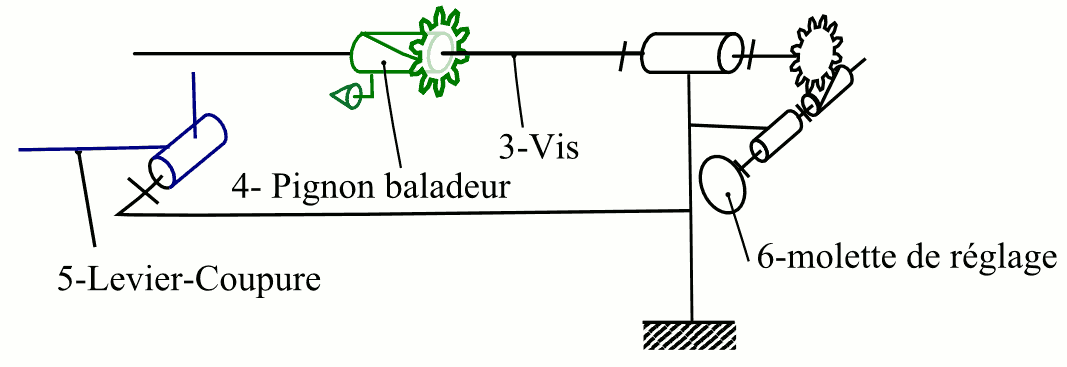 3-Vis
4- Pignon baladeur
6-molette de réglage
5-Levier-Coupure